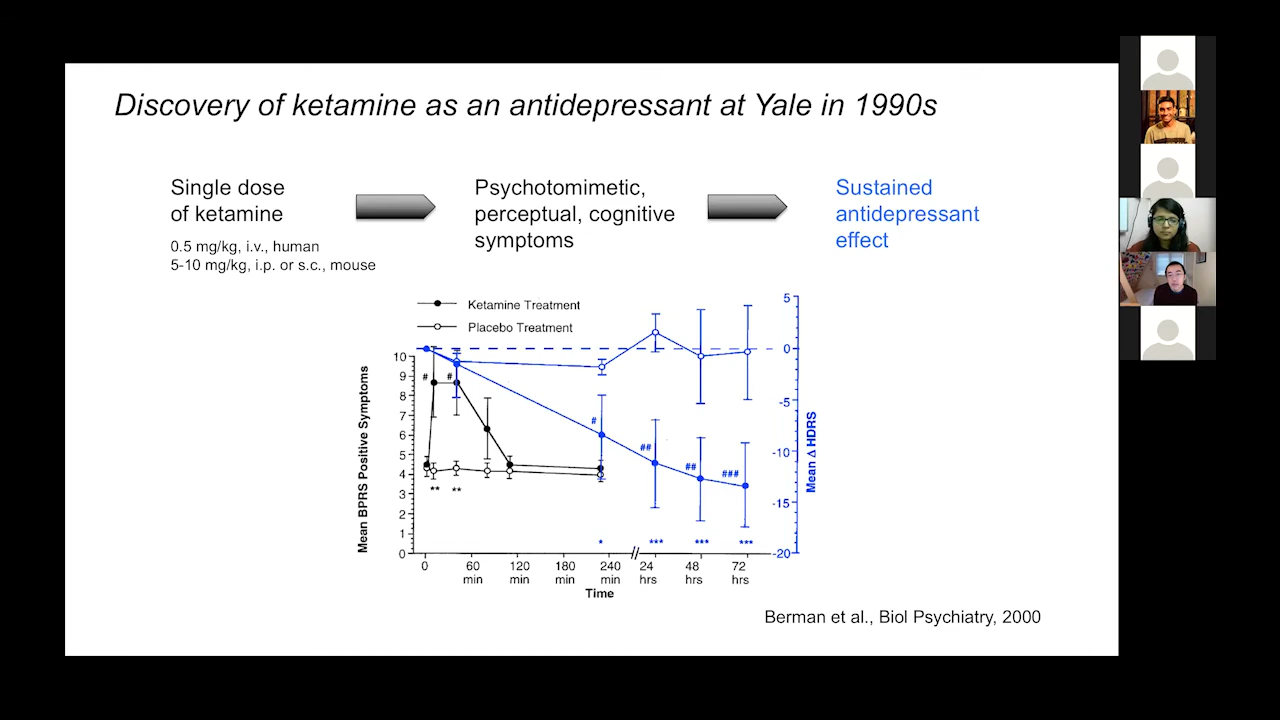 Discovery of ketamine as an antidepressant at Yale in 1990s
Single dose
of ketamine
0.5 mg/kg, i.v., human
5-10 mg/kg, i.p. or s.c., mouse
Psychotomimetic,
perceptual, cognitive
symptoms
Sustained
antidepressant
effect
Ketamine Treatment
Placebo Treatment
Mean BPRS Positive Symptoms
10
9
8
7
6
5
4
3
2
1
0
# #
** **
#
##
##
###
* *** *** ***
5
0
-5
-10
-15
-20
Mean Δ HDRS
0 60 120 180 240 24 48 72
min min min min hrs hrs hrs
Time
Berman et al., Biol Psychiatry, 2000